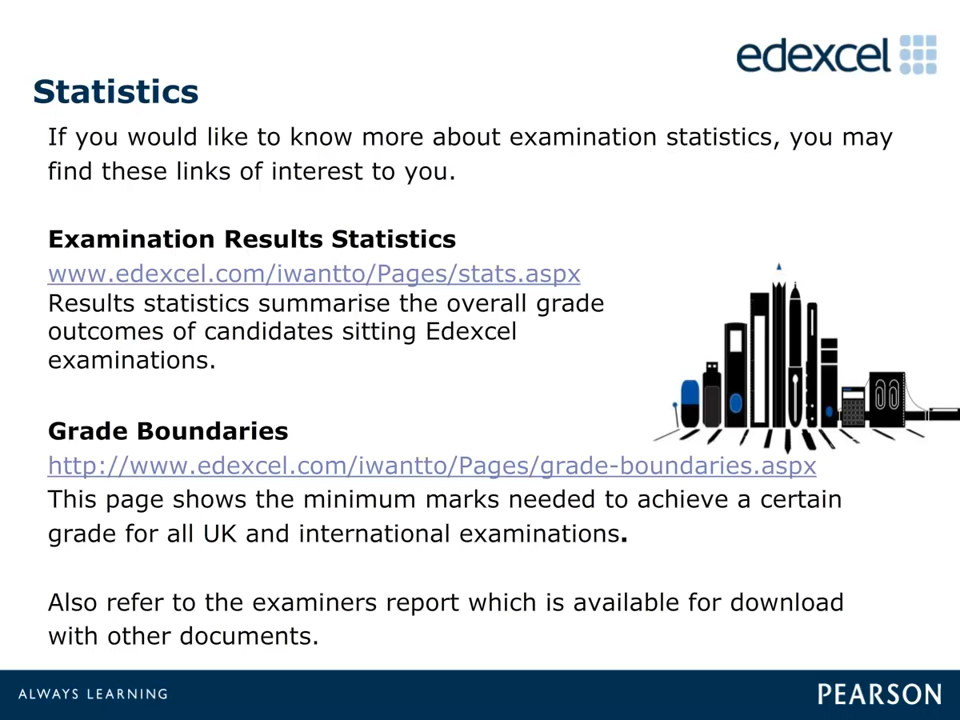 edexcel
Statistics
If you would like to know more about examination statistics, you may
find these links of interest to you.
Examination Results Statistics
www.edexcel.com/iwantto/Pages/stats.aspx
Results statistics summarise the overall grade
outcomes of candidates sitting Edexcel
examinations.
Grade Boundaries
http://www.edexcel.com/iwantto/Pages/grade-boundaries.aspx
This page shows the minimum marks needed to achieve a certain
grade for all UK and international examinations.
Also refer to the examiners report which is available for download
with other documents.
ALWAYS LEARNING
PEARSON